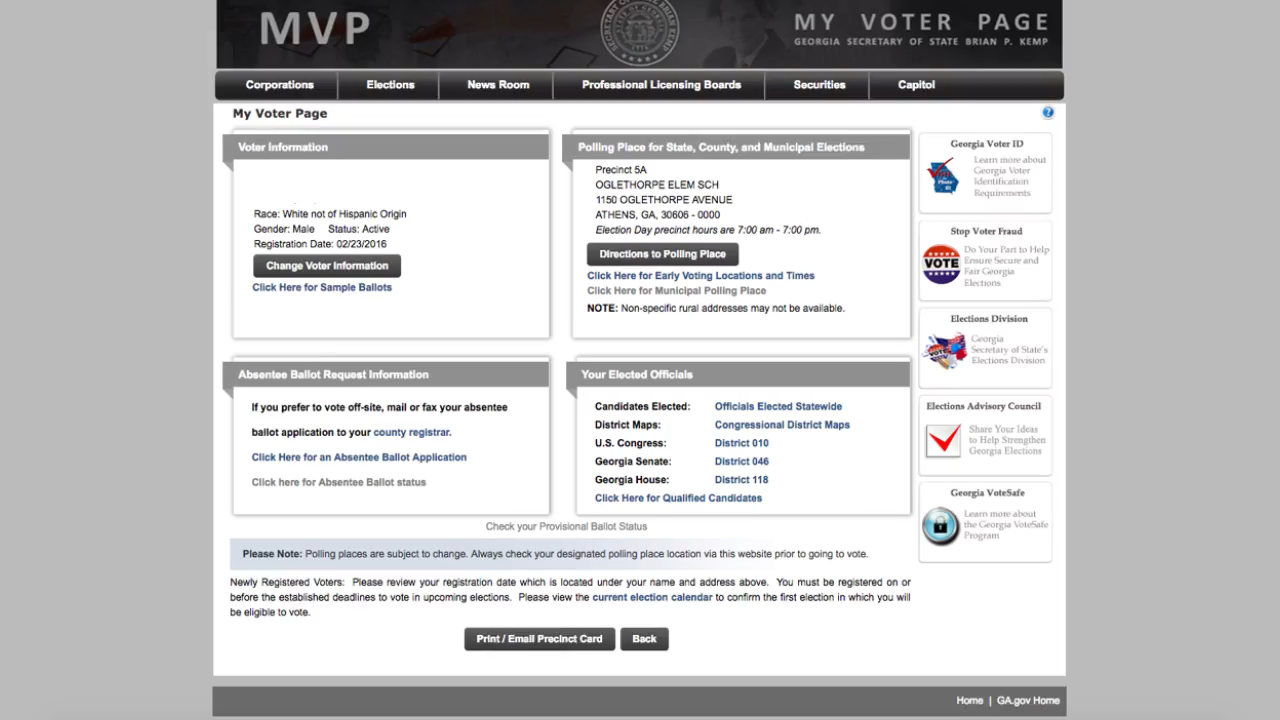 MVP
MY VOTER PAGE
GEORGIA SECRETARY OF STATE BRIAN P. KEMP
Corporations
Elections
News Room
Professional Licensing Boards
Securities
Capitol
My Voter Page
Voter Information
Race: White not of Hispanic Origin
Gender: Male Status: Active
Registration Date: 02/23/2016
Change Voter Information
Click Here for Sample Ballots
Polling Place for State, County, and Municipal Elections
Precinct 5A
OGLETHORPE ELEM SCH
1150 OGLETHORPE AVENUE
ATHENS, GA, 30606 - 0000
Election Day precinct hours are 7:00 am - 7:00 pm.
Directions to Polling Place
Click Here for Early Voting Locations and Times
Click Here for Municipal Polling Place
NOTE: Non-specific rural addresses may not be available.
Georgia Voter ID
Learn more about
Georgia Voter
Identification
Requirements
Stop Voter Fraud
VOTE
Do Your Part to Help
Ensure Secure and
Fair Georgia
Elections
Elections Division
Georgia
Secretary of State's
Elections Division
Elections Advisory Council
Share Your Ideas
to Help Strengthen
Georgia Elections
Georgia VoteSafe
Learn more about
the Georgia VoteSafe
Program
Absentee Ballot Request Information
If you prefer to vote off-site, mail or fax your absentee
ballot application to your county registrar.
Click Here for an Absentee Ballot Application
Click here for Absentee Ballot status
Your Elected Officials
Candidates Elected: Officials Elected Statewide
District Maps: Congressional District Maps
U.S. Congress: District 010
Georgia Senate: District 046
Georgia House: District 118
Click Here for Qualified Candidates
Check your Provisional Ballot Status
Please Note: Polling places are subject to change. Always check your designated polling place location via this website prior to going to vote.
Newly Registered Voters: Please review your registration date which is located under your name and address above. You must be registered on or
before the established deadlines to vote in upcoming elections. Please view the current election calendar to confirm the first election in which you will
be eligible to vote.
Print / Email Precinct Card
Back
Home | GA.gov Home